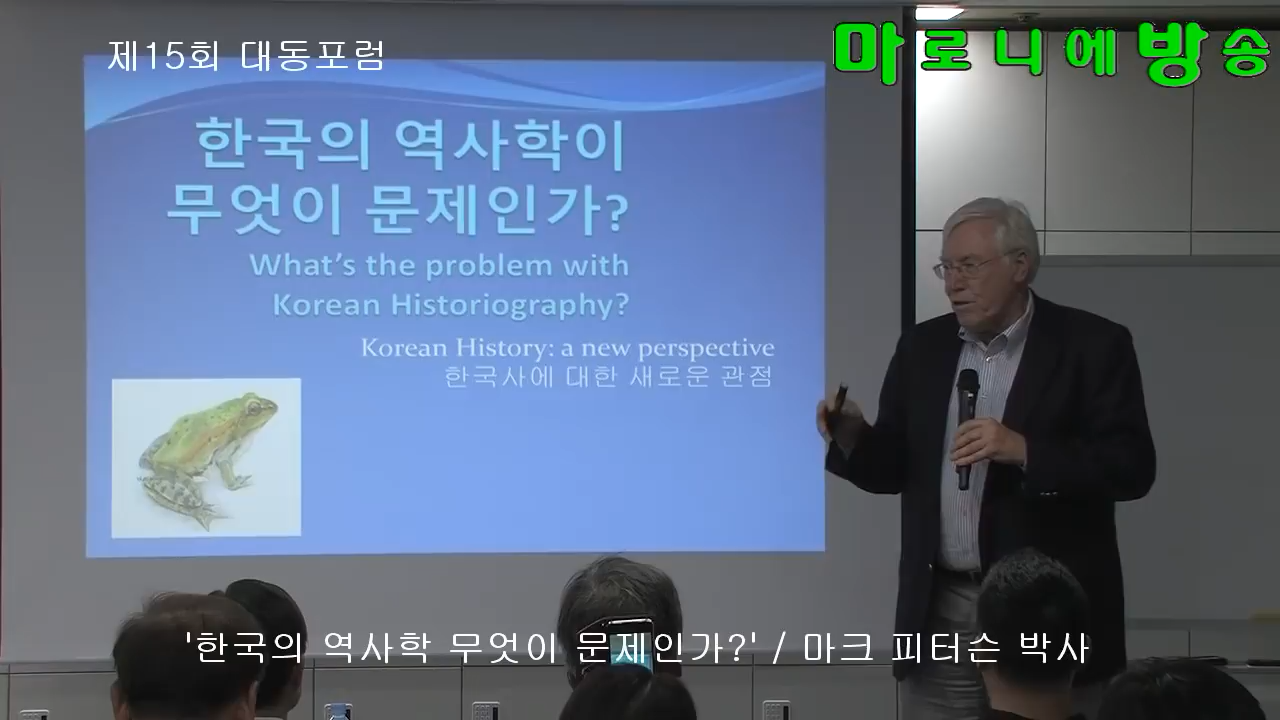 제15회 대동포럼
마로니에방송
한국의 역사학이
무엇이 문제인가?
What's the problem with
Korean Historiography?
Korean History: a new perspective
한국사에 대한 새로운 관점
'한국의 역사학 무엇이 문제인가?' / 마크 피터슨 박사